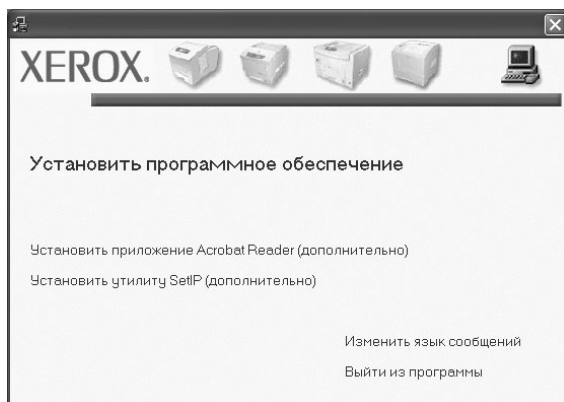 XEROX.
Установить программное обеспечение
Установить приложение Acrobat Reader (дополнительно)
Установить утилиту SetIP (дополнительно)
Изменить язык сообщений
Выйти из программы